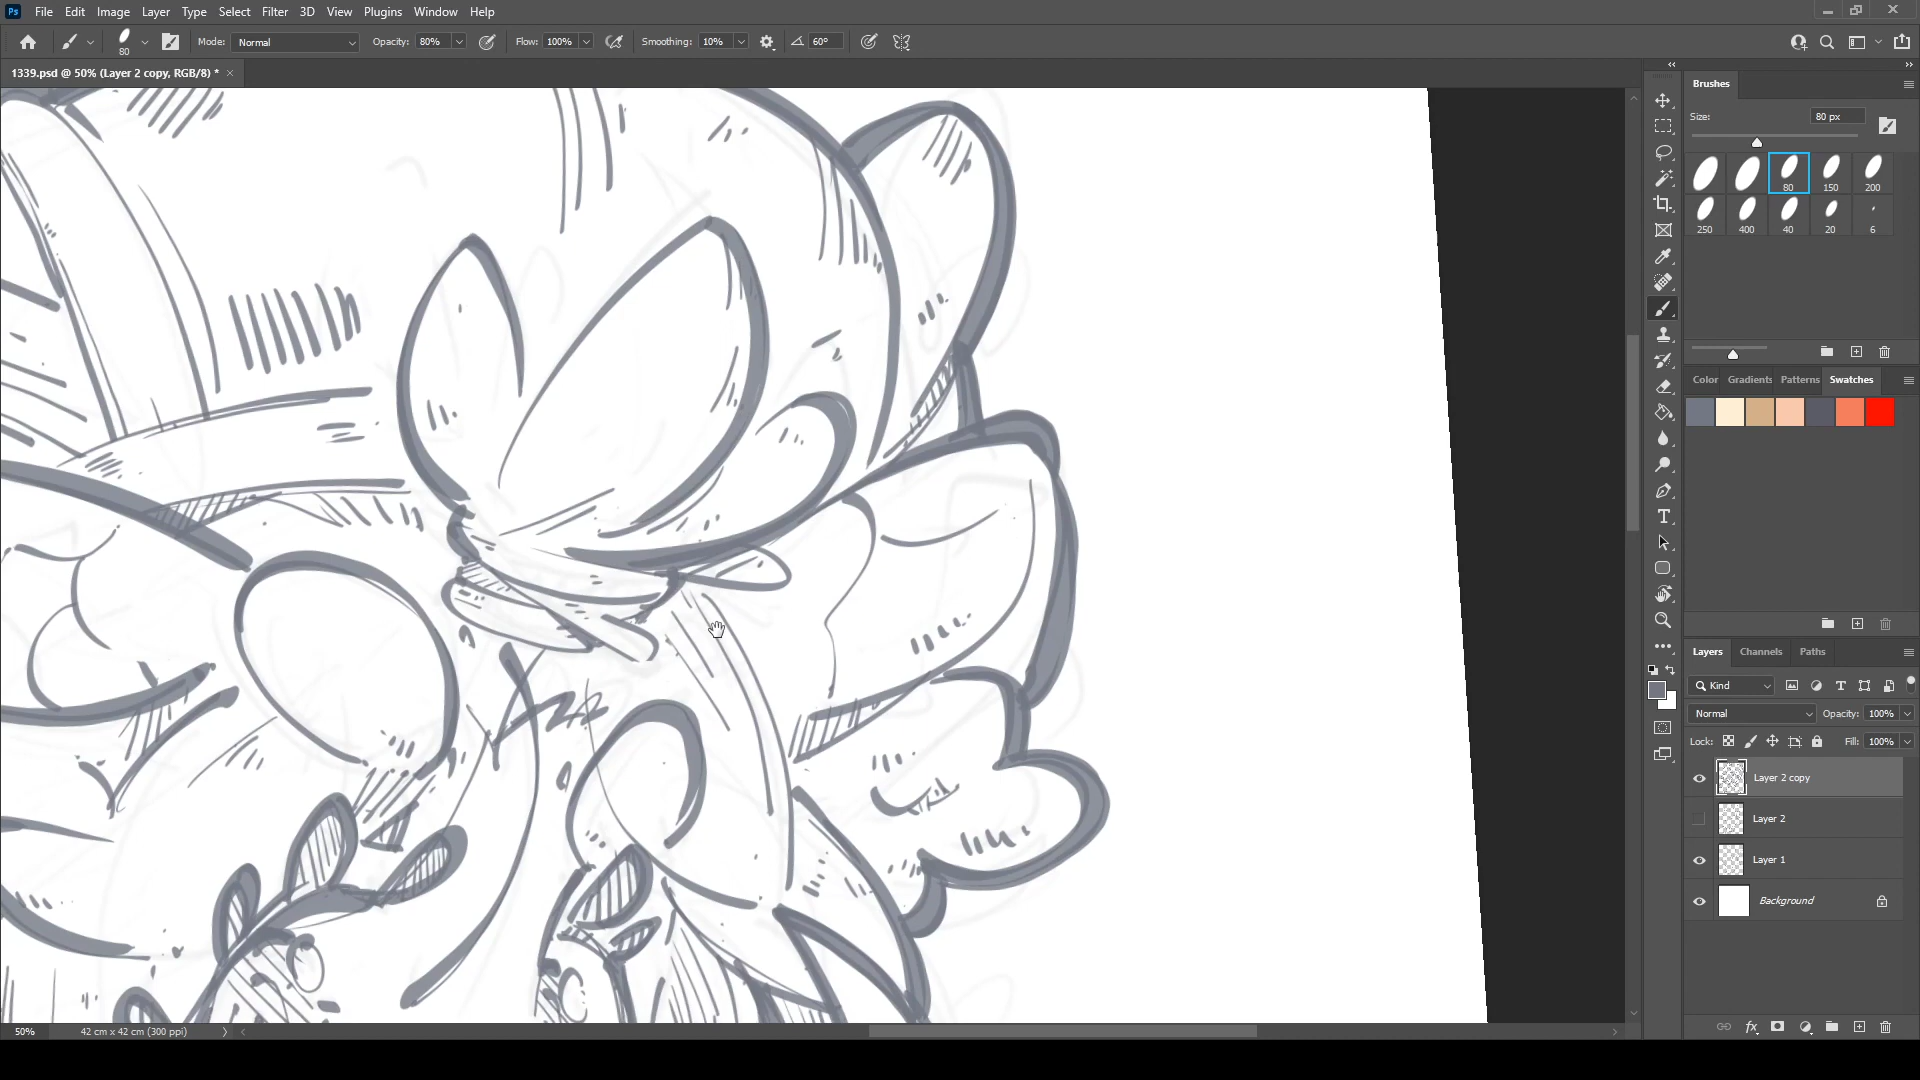 Ps File Edit Image Layer Type Select Filter 3D View Plugins Window Help
80 Mode: Normal Opacity: 80% Flow: 100% Smoothing: 10% 60°
1339.psd @ 50% (Layer 2 copy, RGB/8) * ×
Brushes
Size: 80 px
80 150 200
250 400 40 20 6
Color Gradients Patterns Swatches
Layers Channels Paths
Kind
Normal Opacity: 100%
Lock: Fill: 100%
Layer 2 copy
Layer 2
Layer 1
Background
fx
50% 42 cm x 42 cm (300 ppi)